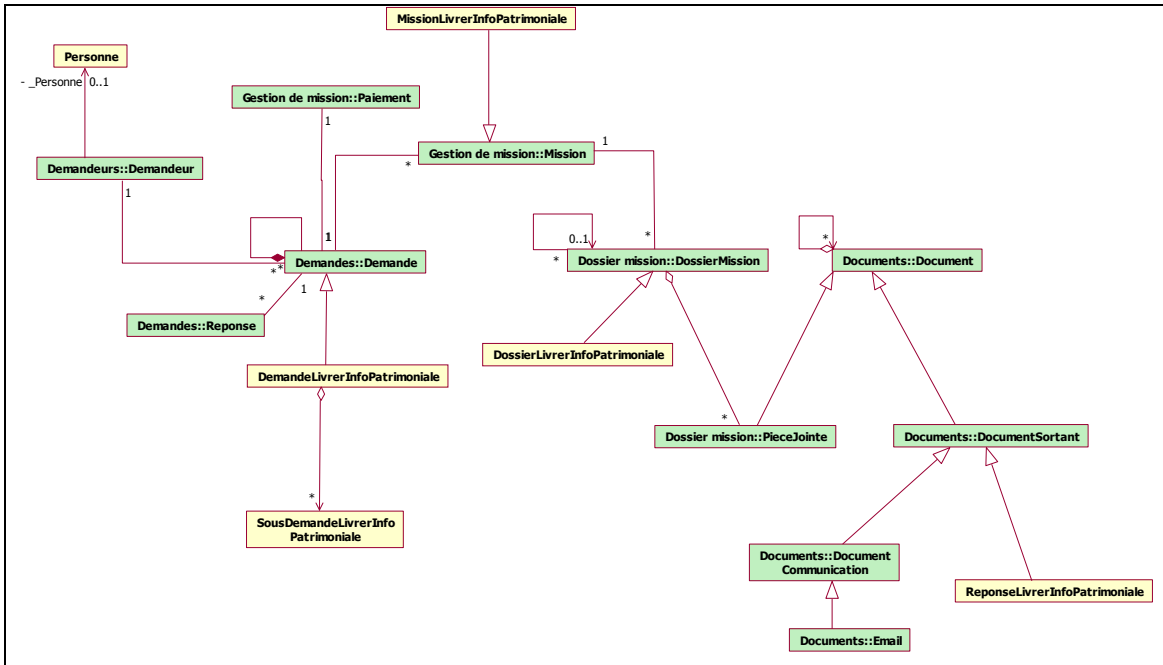 MissionLivrerInfoPatrimoniale
Personne
- _Personne 0..1
Gestion de mission::Paiement
1
Gestion de mission::Mission
1
*
Demandeurs::Demandeur
1
*
1
0..1
*
*
*
Demandes::Demande
*
*
Dossier mission::DossierMission
Documents::Document
1
*
Demandes::Reponse
DossierLivrerInfoPatrimoniale
DemandeLivrerInfoPatrimoniale
*
Dossier mission::PieceJointe
Documents::DocumentSortant
*
SousDemandeLivrerInfo
Patrimoniale
Documents::Document
Communication
ReponseLivrerInfoPatrimoniale
Documents::Email